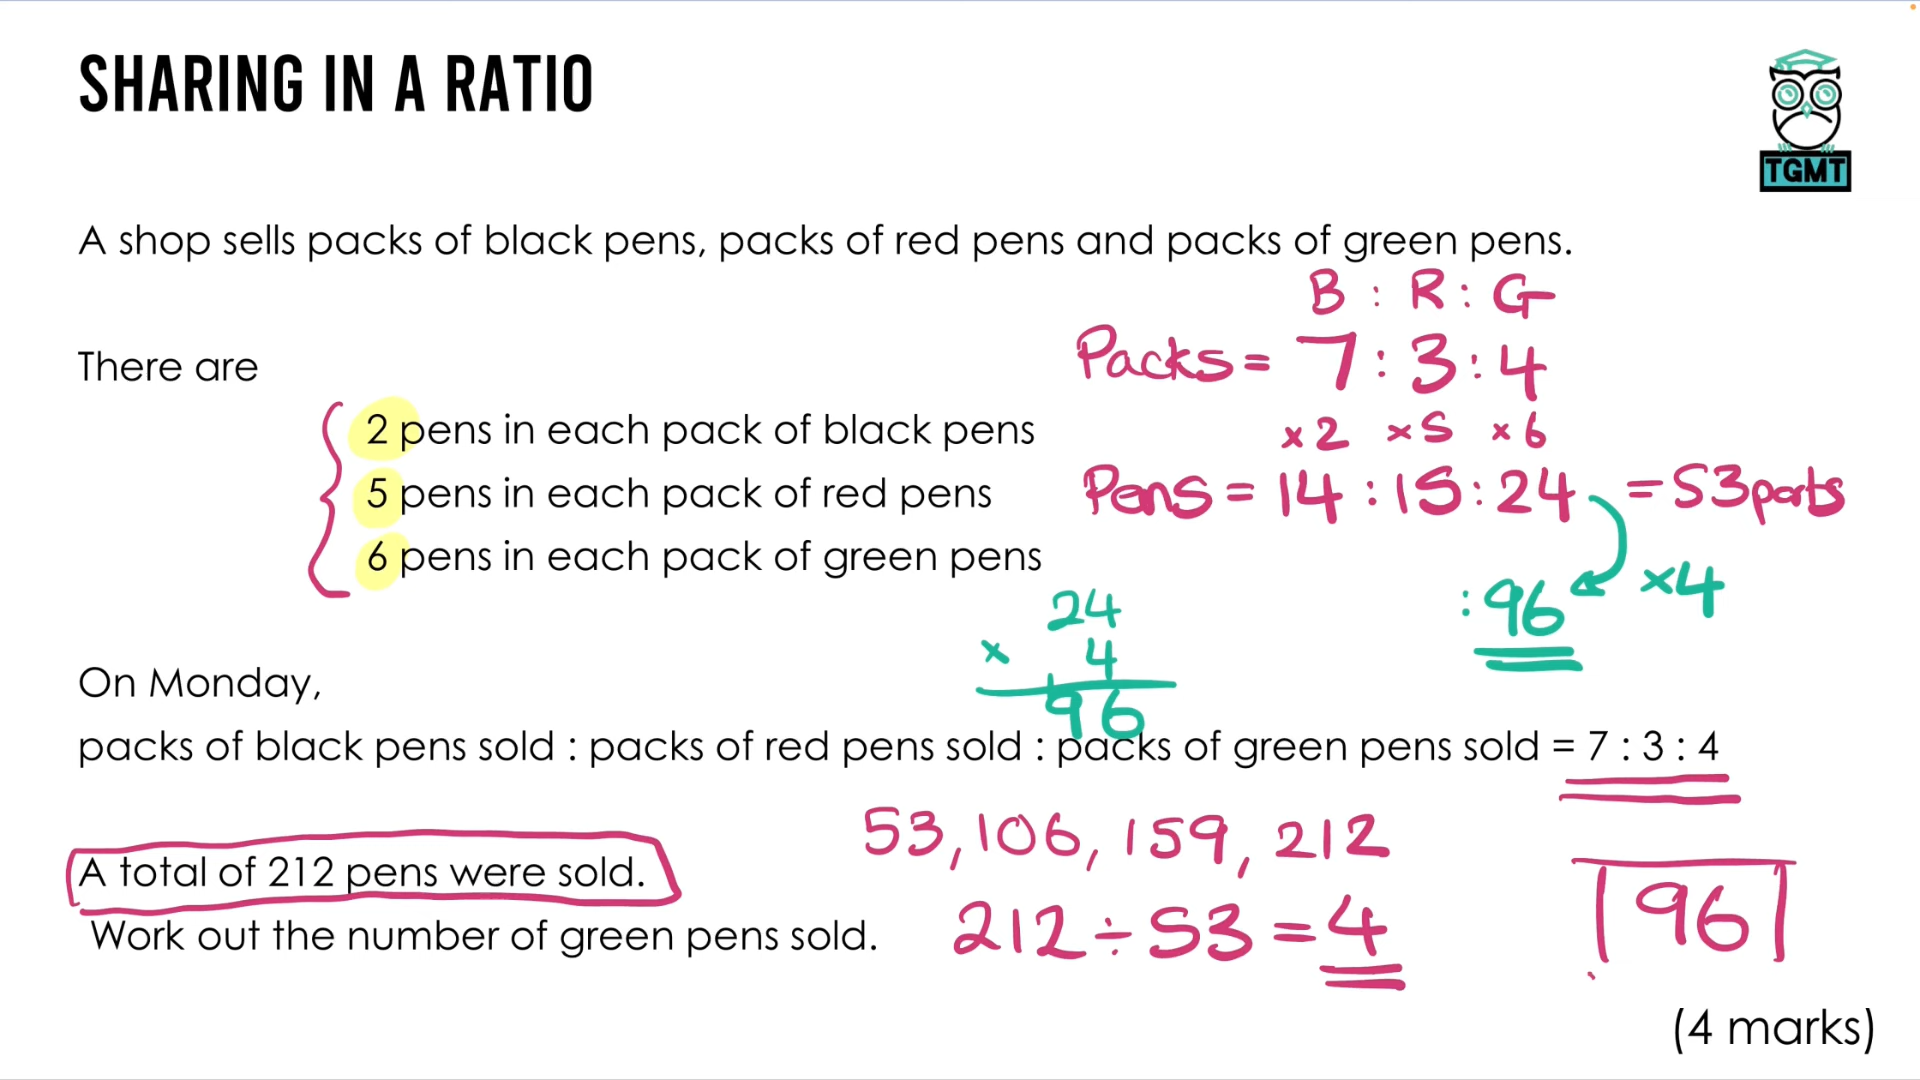 SHARING IN A RATIO
TGMT
A shop sells packs of black pens, packs of red pens and packs of green pens.
B : R : G
Packs = 7 : 3 : 4
There are
2 pens in each pack of black pens
×2 ×5 ×6
5 pens in each pack of red pens
Pens = 14 : 15 : 24 = 53 parts
6 pens in each pack of green pens
: 96 ×4
24
× 4
96
On Monday,
packs of black pens sold : packs of red pens sold : packs of green pens sold = 7 : 3 : 4
53, 106, 159, 212
A total of 212 pens were sold.
Work out the number of green pens sold.
212 ÷ 53 = 4
96
(4 marks)